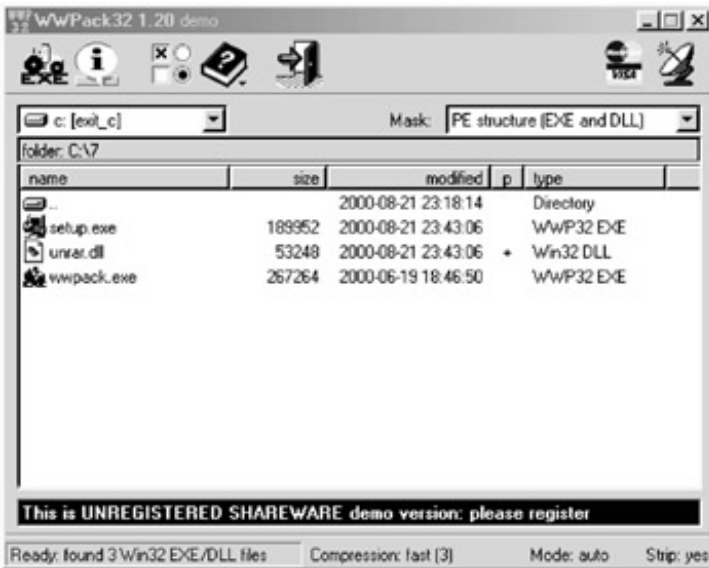 WWPack32 1.20 demo
EXE
VISA
c: [exit_c]
Mask: PE structure (EXE and DLL)
folder: C:\7
name size modified p type
.. 2000-08-21 23:18:14 Directory
setup.exe 189952 2000-08-21 23:43:06 WWP32 EXE
unrar.dll 53248 2000-08-21 23:43:06 + Win32 DLL
wwpack.exe 267264 2000-06-19 18:46:50 WWP32 EXE
This is UNREGISTERED SHAREWARE demo version: please register
Ready: found 3 Win32 EXE/DLL files Compression: fast (3) Mode: auto Strip: yes